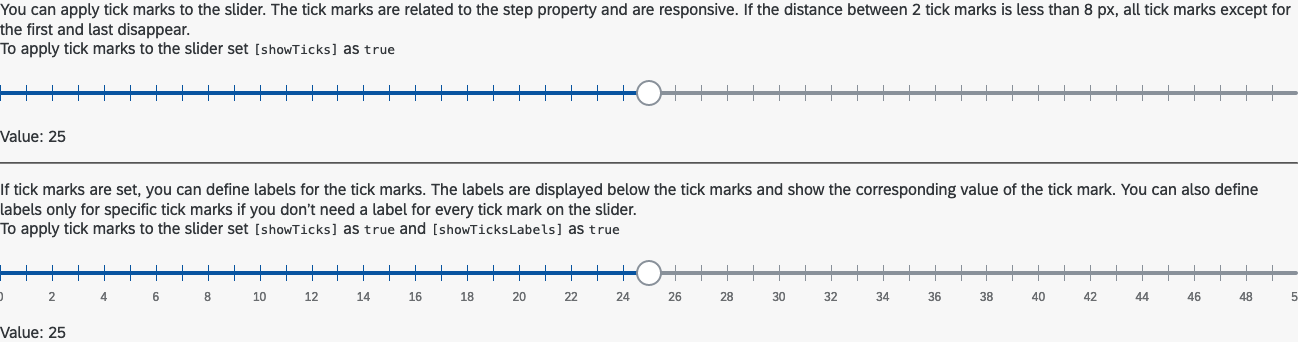 You can apply tick marks to the slider. The tick marks are related to the step property and are responsive. If the distance between 2 tick marks is less than 8 px, all tick marks except for
the first and last disappear.
To apply tick marks to the slider set [showTicks] as true
Value: 25
If tick marks are set, you can define labels for the tick marks. The labels are displayed below the tick marks and show the corresponding value of the tick mark. You can also define
labels only for specific tick marks if you don't need a label for every tick mark on the slider.
To apply tick marks to the slider set [showTicks] as true and [showTicksLabels] as true
0 2 4 6 8 10 12 14 16 18 20 22 24 26 28 30 32 34 36 38 40 42 44 46 48 5
Value: 25